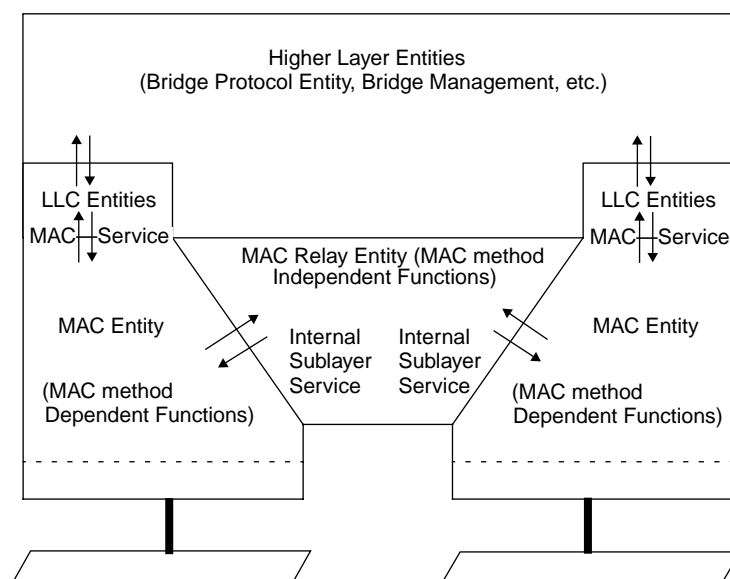 Higher Layer Entities
(Bridge Protocol Entity, Bridge Management, etc.)
LLC Entities
MAC Service
LLC Entities
MAC Service
MAC Relay Entity (MAC method
Independent Functions)
MAC Entity
(MAC method
Dependent Functions)
Internal
Sublayer
Service
Internal
Sublayer
Service
MAC Entity
(MAC method
Dependent Functions)